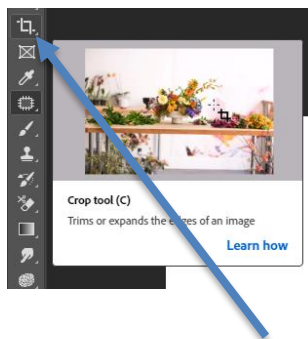 Crop tool (C)
Trims or expands the edges of an image
Learn how